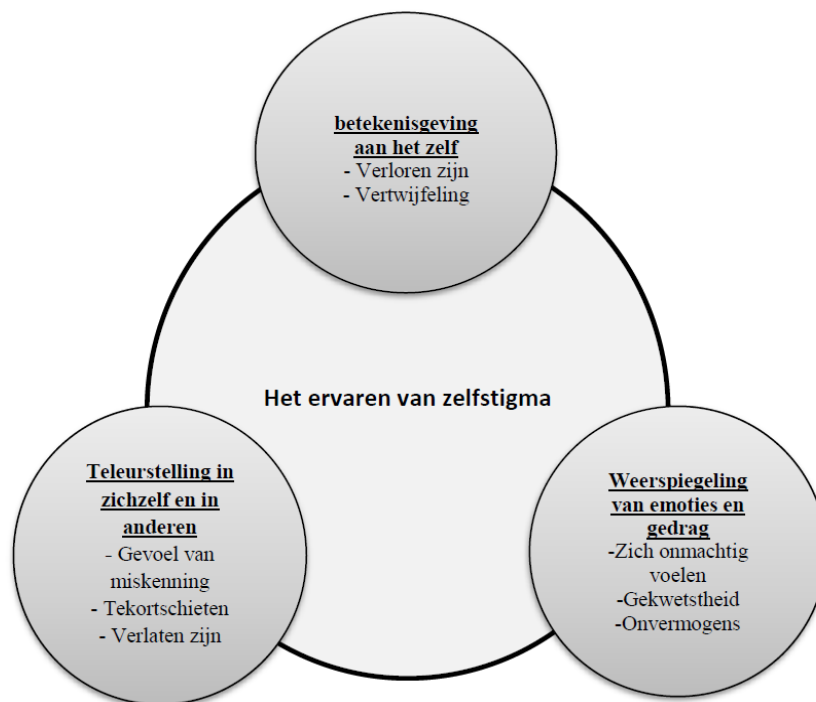 betekenisgeving
aan het zelf
- Verloren zijn
- Vertwijfeling
Het ervaren van zelfstigma
Teleurstelling in
zichzelf en in
anderen
- Gevoel van
miskenning
- Tekortschieten
- Verlaten zijn
Weerspiegeling
van emoties en
gedrag
-Zich onmachtig
voelen
-Gekwetstheid
-Onvermogens